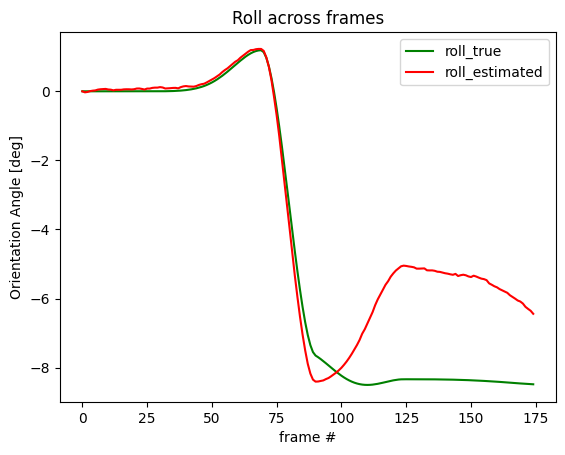 Roll across frames
roll_true
roll_estimated
Orientation Angle [deg]
0
−2
−4
−6
−8
0
25
50
75
100
125
150
175
frame #